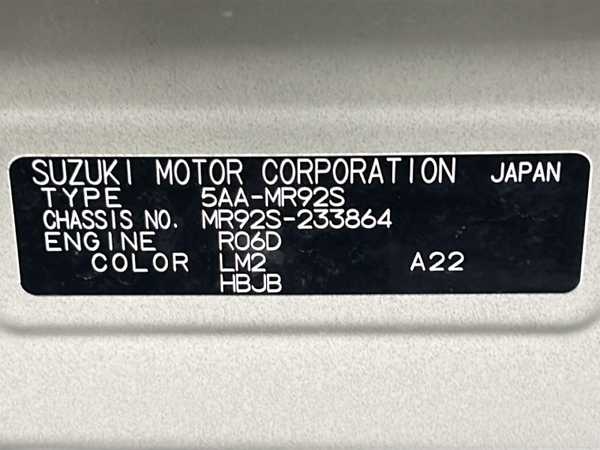 SUZUKI MOTOR CORPORATION JAPAN
TYPE 5AA-MR92S
CHASSIS NO. MR92S-233864
ENGINE R06D
COLOR LM2 A22
HBJB